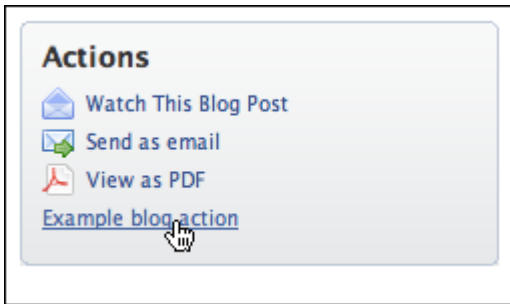 Actions
Watch This Blog Post
Send as email
View as PDF
Example blog action